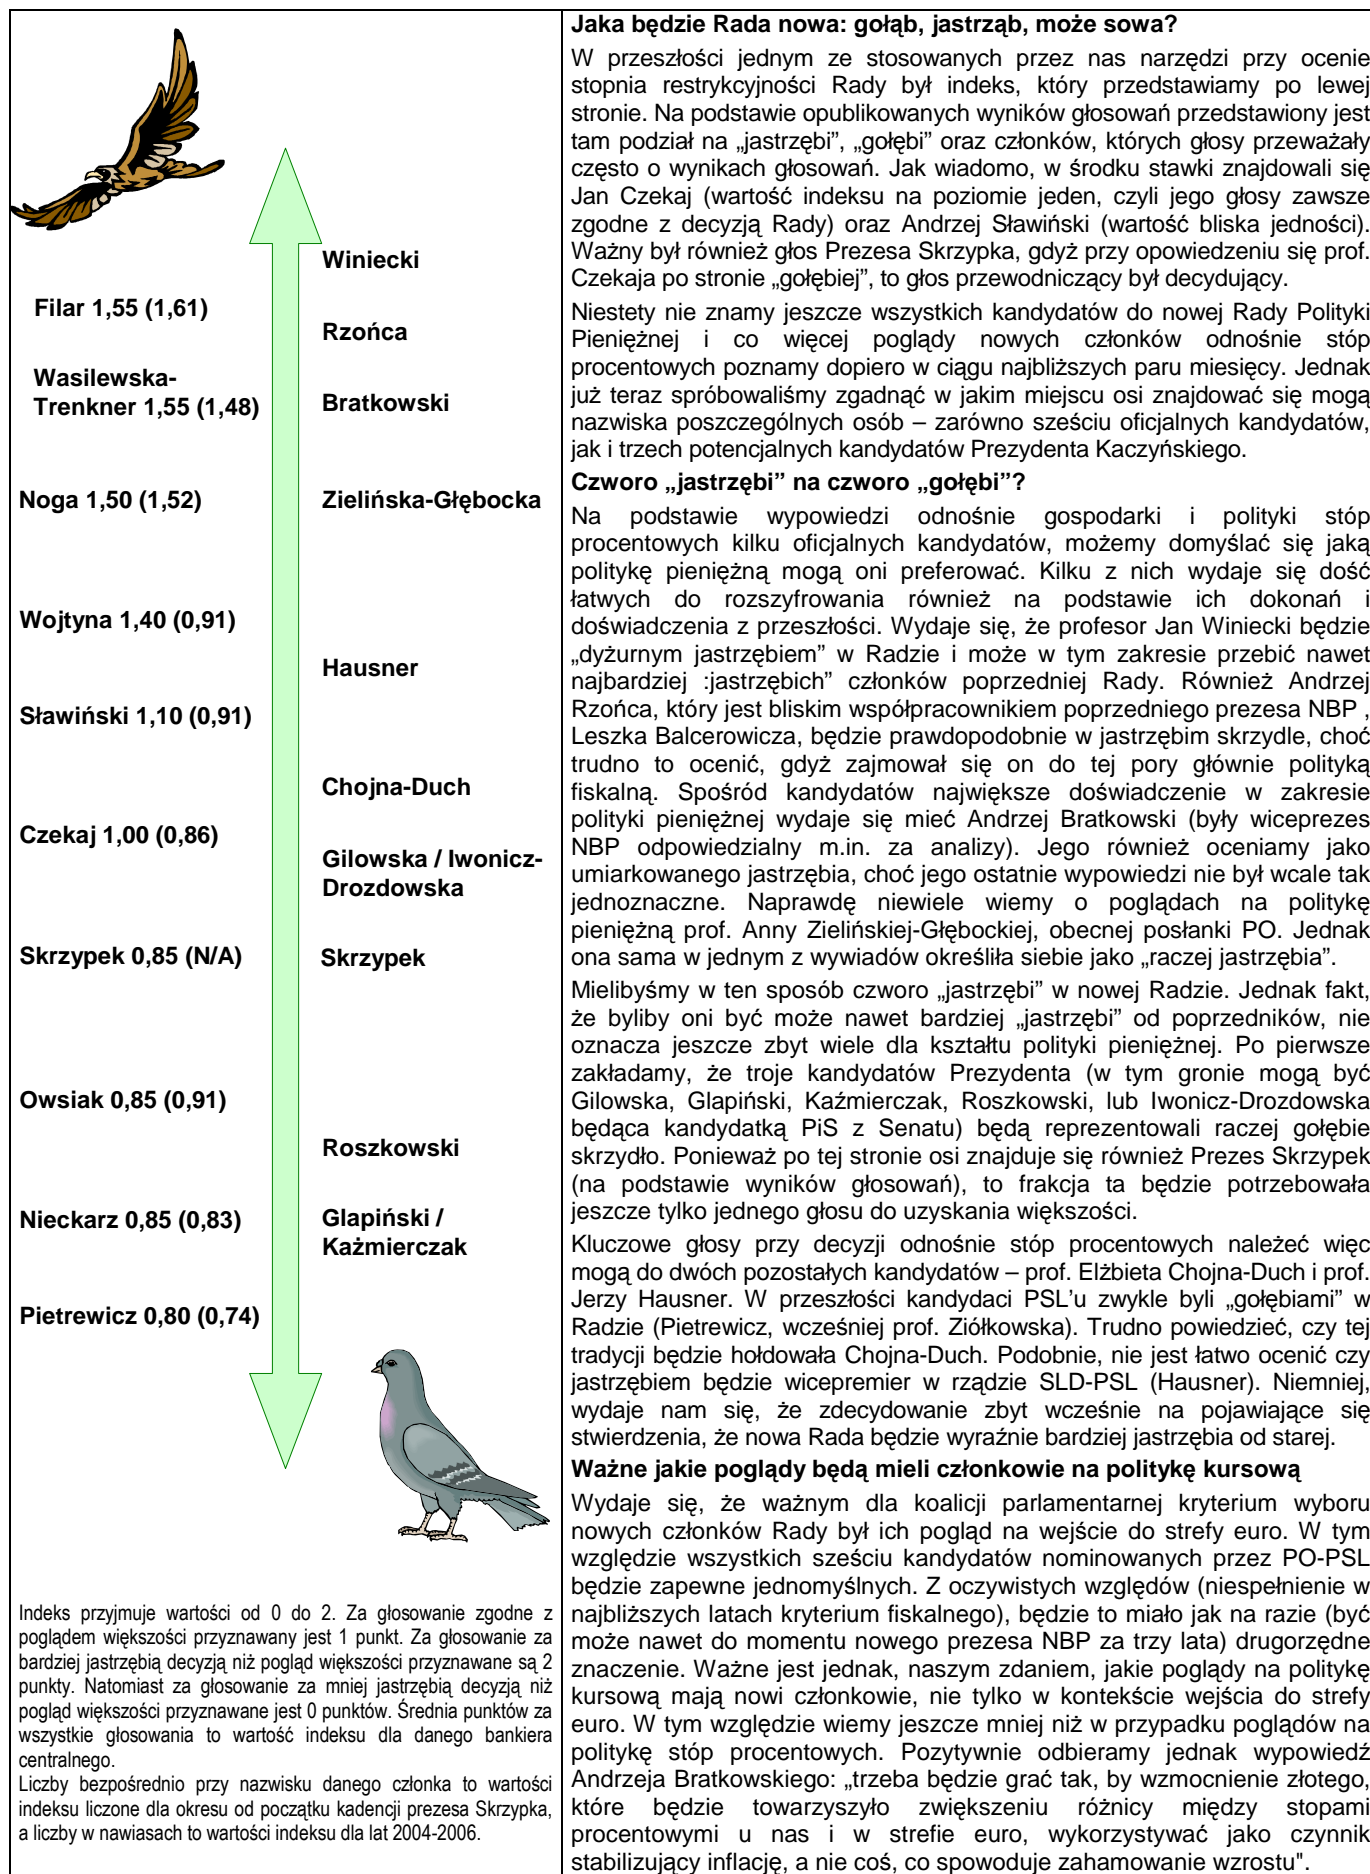 Winiecki
Filar 1,55 (1,61)
Rzońca
Wasilewska-
Trenkner 1,55 (1,48)
Bratkowski
Noga 1,50 (1,52)
Zielińska-Głębocka
Wojtyna 1,40 (0,91)
Hausner
Sławiński 1,10 (0,91)
Chojna-Duch
Czekaj 1,00 (0,86)
Gilowska / Iwonicz-
Drozdowska
Skrzypek 0,85 (N/A)
Skrzypek
Owsiak 0,85 (0,91)
Roszkowski
Nieckarz 0,85 (0,83)
Glapiński /
Każmierczak
Pietrewicz 0,80 (0,74)
Indeks przyjmuje wartości od 0 do 2. Za głosowanie zgodne z
poglądem większości przyznawany jest 1 punkt. Za głosowanie za
bardziej jastrzębią decyzją niż pogląd większości przyznawane są 2
punkty. Natomiast za głosowanie za mniej jastrzębią decyzją niż
pogląd większości przyznawane jest 0 punktów. Średnia punktów za
wszystkie głosowania to wartość indeksu dla danego bankiera
centralnego.
Liczby bezpośrednio przy nazwisku danego członka to wartości
indeksu liczone dla okresu od początku kadencji prezesa Skrzypka,
a liczby w nawiasach to wartości indeksu dla lat 2004-2006.
Jaka będzie Rada nowa: gołąb, jastrząb, może sowa?
W przeszłości jednym ze stosowanych przez nas narzędzi przy ocenie
stopnia restrykcyjności Rady był indeks, który przedstawiamy po lewej
stronie. Na podstawie opublikowanych wyników głosowań przedstawiony jest
tam podział na „jastrzębi”, „gołębi” oraz członków, których głosy przeważały
często o wynikach głosowań. Jak wiadomo, w środku stawki znajdowali się
Jan Czekaj (wartość indeksu na poziomie jeden, czyli jego głosy zawsze
zgodne z decyzją Rady) oraz Andrzej Sławiński (wartość bliska jedności).
Ważny był również głos Prezesa Skrzypka, gdyż przy opowiedzeniu się prof.
Czekaja po stronie „gołębiej”, to głos przewodniczący był decydujący.
Niestety nie znamy jeszcze wszystkich kandydatów do nowej Rady Polityki
Pieniężnej i co więcej poglądy nowych członków odnośnie stóp
procentowych poznamy dopiero w ciągu najbliższych paru miesięcy. Jednak
już teraz spróbowaliśmy zgadnąć w jakim miejscu osi znajdować się mogą
nazwiska poszczególnych osób – zarówno sześciu oficjalnych kandydatów,
jak i trzech potencjalnych kandydatów Prezydenta Kaczyńskiego.
Czworo „jastrzębi” na czworo „gołębi”?
Na podstawie wypowiedzi odnośnie gospodarki i polityki stóp
procentowych kilku oficjalnych kandydatów, możemy domyślać się jaką
politykę pieniężną mogą oni preferować. Kilku z nich wydaje się dość
łatwych do rozszyfrowania również na podstawie ich dokonań i
doświadczenia z przeszłości. Wydaje się, że profesor Jan Winiecki będzie
„dyżurnym jastrzębiem” w Radzie i może w tym zakresie przebić nawet
najbardziej :jastrzębich” członków poprzedniej Rady. Również Andrzej
Rzońca, który jest bliskim współpracownikiem poprzedniego prezesa NBP ,
Leszka Balcerowicza, będzie prawdopodobnie w jastrzębim skrzydle, choć
trudno to ocenić, gdyż zajmował się on do tej pory głównie polityką
fiskalną. Spośród kandydatów największe doświadczenie w zakresie
polityki pieniężnej wydaje się mieć Andrzej Bratkowski (były wiceprezes
NBP odpowiedzialny m.in. za analizy). Jego również oceniamy jako
umiarkowanego jastrzębia, choć jego ostatnie wypowiedzi nie był wcale tak
jednoznaczne. Naprawdę niewiele wiemy o poglądach na politykę
pieniężną prof. Anny Zielińskiej-Głębockiej, obecnej posłanki PO. Jednak
ona sama w jednym z wywiadów określiła siebie jako „raczej jastrzębia”.
Mielibyśmy w ten sposób czworo „jastrzębi” w nowej Radzie. Jednak fakt,
że byliby oni być może nawet bardziej „jastrzębi” od poprzedników, nie
oznacza jeszcze zbyt wiele dla kształtu polityki pieniężnej. Po pierwsze
zakładamy, że troje kandydatów Prezydenta (w tym gronie mogą być
Gilowska, Glapiński, Kaźmierczak, Roszkowski, lub Iwonicz-Drozdowska
będąca kandydatką PiS z Senatu) będą reprezentowali raczej gołębie
skrzydło. Ponieważ po tej stronie osi znajduje się również Prezes Skrzypek
(na podstawie wyników głosowań), to frakcja ta będzie potrzebowała
jeszcze tylko jednego głosu do uzyskania większości.
Kluczowe głosy przy decyzji odnośnie stóp procentowych należeć więc
mogą do dwóch pozostałych kandydatów – prof. Elżbieta Chojna-Duch i prof.
Jerzy Hausner. W przeszłości kandydaci PSL’u zwykle byli „gołębiami” w
Radzie (Pietrewicz, wcześniej prof. Ziółkowska). Trudno powiedzieć, czy tej
tradycji będzie hołdowała Chojna-Duch. Podobnie, nie jest łatwo ocenić czy
jastrzębiem będzie wicepremier w rządzie SLD-PSL (Hausner). Niemniej,
wydaje nam się, że zdecydowanie zbyt wcześnie na pojawiające się
stwierdzenia, że nowa Rada będzie wyraźnie bardziej jastrzębia od starej.
Ważne jakie poglądy będą mieli członkowie na politykę kursową
Wydaje się, że ważnym dla koalicji parlamentarnej kryterium wyboru
nowych członków Rady był ich pogląd na wejście do strefy euro. W tym
względzie wszystkich sześciu kandydatów nominowanych przez PO-PSL
będzie zapewne jednomyślnych. Z oczywistych względów (niespełnienie w
najbliższych latach kryterium fiskalnego), będzie to miało jak na razie (być
może nawet do momentu nowego prezesa NBP za trzy lata) drugorzędne
znaczenie. Ważne jest jednak, naszym zdaniem, jakie poglądy na politykę
kursową mają nowi członkowie, nie tylko w kontekście wejścia do strefy
euro. W tym względzie wiemy jeszcze mniej niż w przypadku poglądów na
politykę stóp procentowych. Pozytywnie odbieramy jednak wypowiedź
Andrzeja Bratkowskiego: „trzeba będzie grać tak, by wzmocnienie złotego,
które będzie towarzyszyło zwiększeniu różnicy między stopami
procentowymi u nas i w strefie euro, wykorzystywać jako czynnik
stabilizujący inflację, a nie coś, co spowoduje zahamowanie wzrostu".